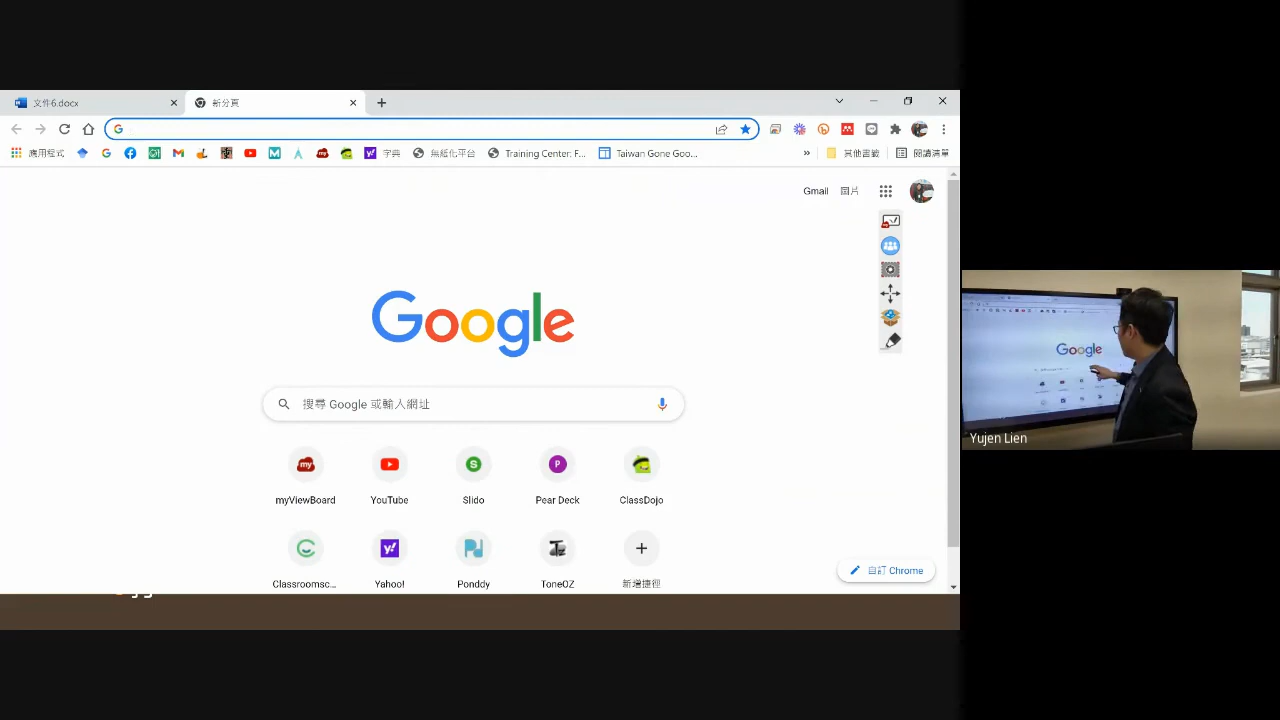 文件6.docx
新分頁
應用程式
字典
無紙化平台
Training Center: F...
Taiwan Gone Goo...
»
其他書籤
閱讀清單
Gmail
圖片
Google
搜尋 Google 或輸入網址
my
S
P
myViewBoard
YouTube
Slido
Pear Deck
ClassDojo
y!
Classroomsc...
Yahoo!
Ponddy
ToneOZ
新增捷徑
自訂 Chrome
Google
Yujen Lien